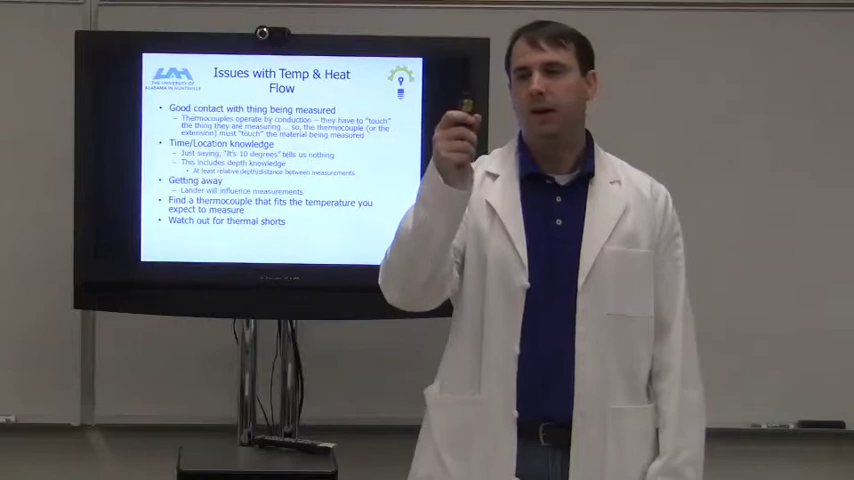 UAH
THE UNIVERSITY OF
ALABAMA IN HUNTSVILLE
Issues with Temp & Heat
Flow
• Good contact with thing being measured
– Thermocouples operate by conduction – they have to "touch"
the thing they are measuring … so, the thermocouple (or the
extension) must "touch" the material being measured
• Time/Location knowledge
– Just saying, "It's 10 degrees" tells us nothing
– This includes depth knowledge
• At least relative depth/distance between measurements
• Getting away
– Lander will influence measurements
• Find a thermocouple that fits the temperature you
expect to measure
• Watch out for thermal shorts